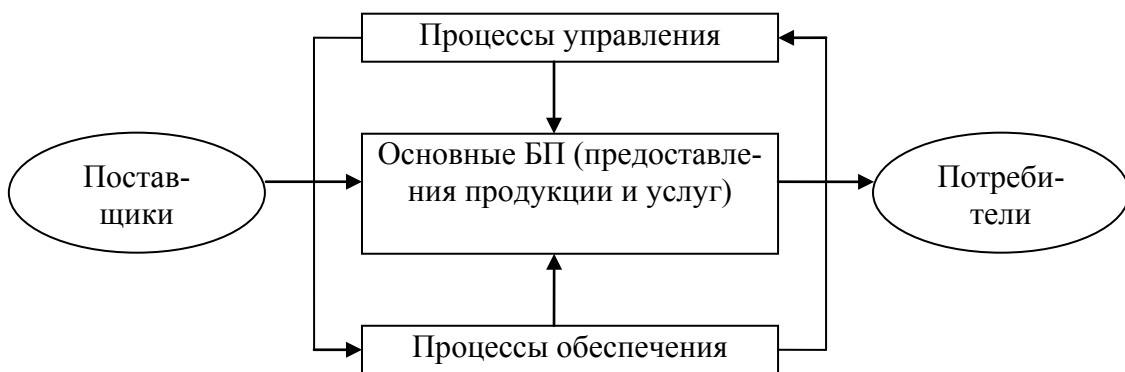 Процессы управления
Постав-
щики
Основные БП (предоставле-
ния продукции и услуг)
Потреби-
тели
Процессы обеспечения